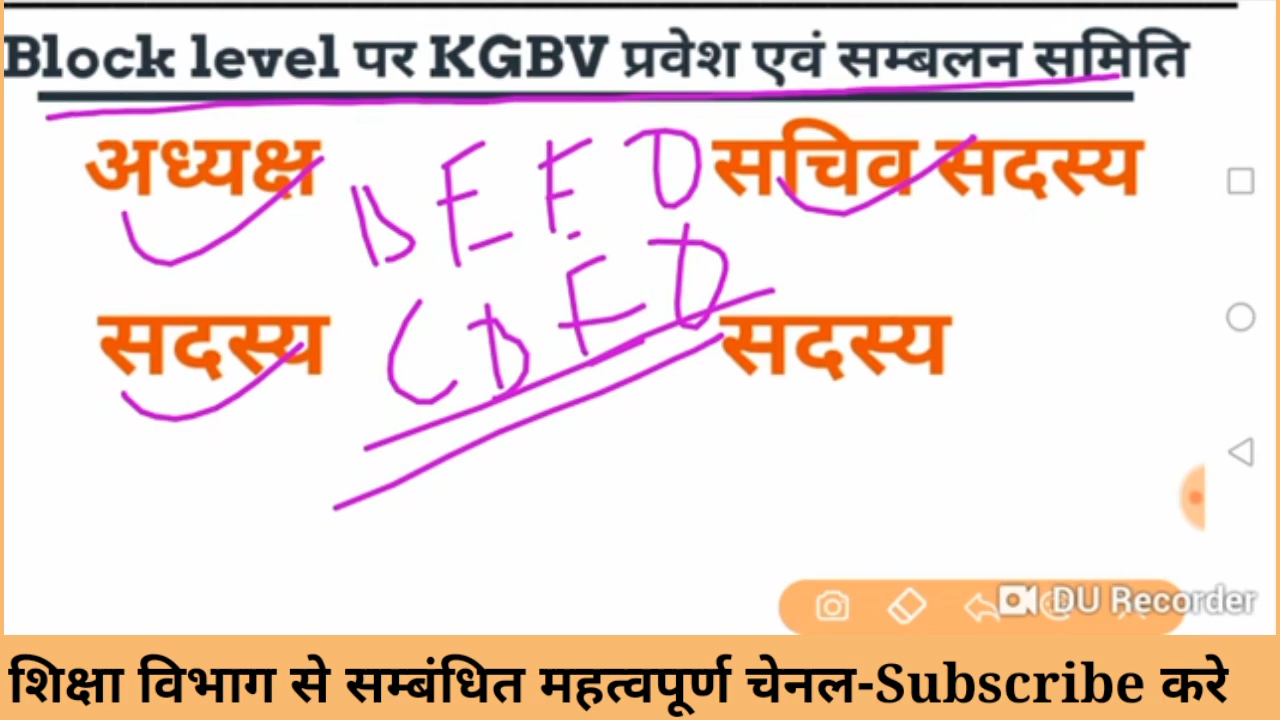 Block level पर KGBV प्रवेश एवं सम्बलन समिति
अध्यक्ष BEEO सचिव सदस्य
सदस्य CBEO सदस्य
DU Recorder
शिक्षा विभाग से सम्बंधित महत्वपूर्ण चेनल-Subscribe करे